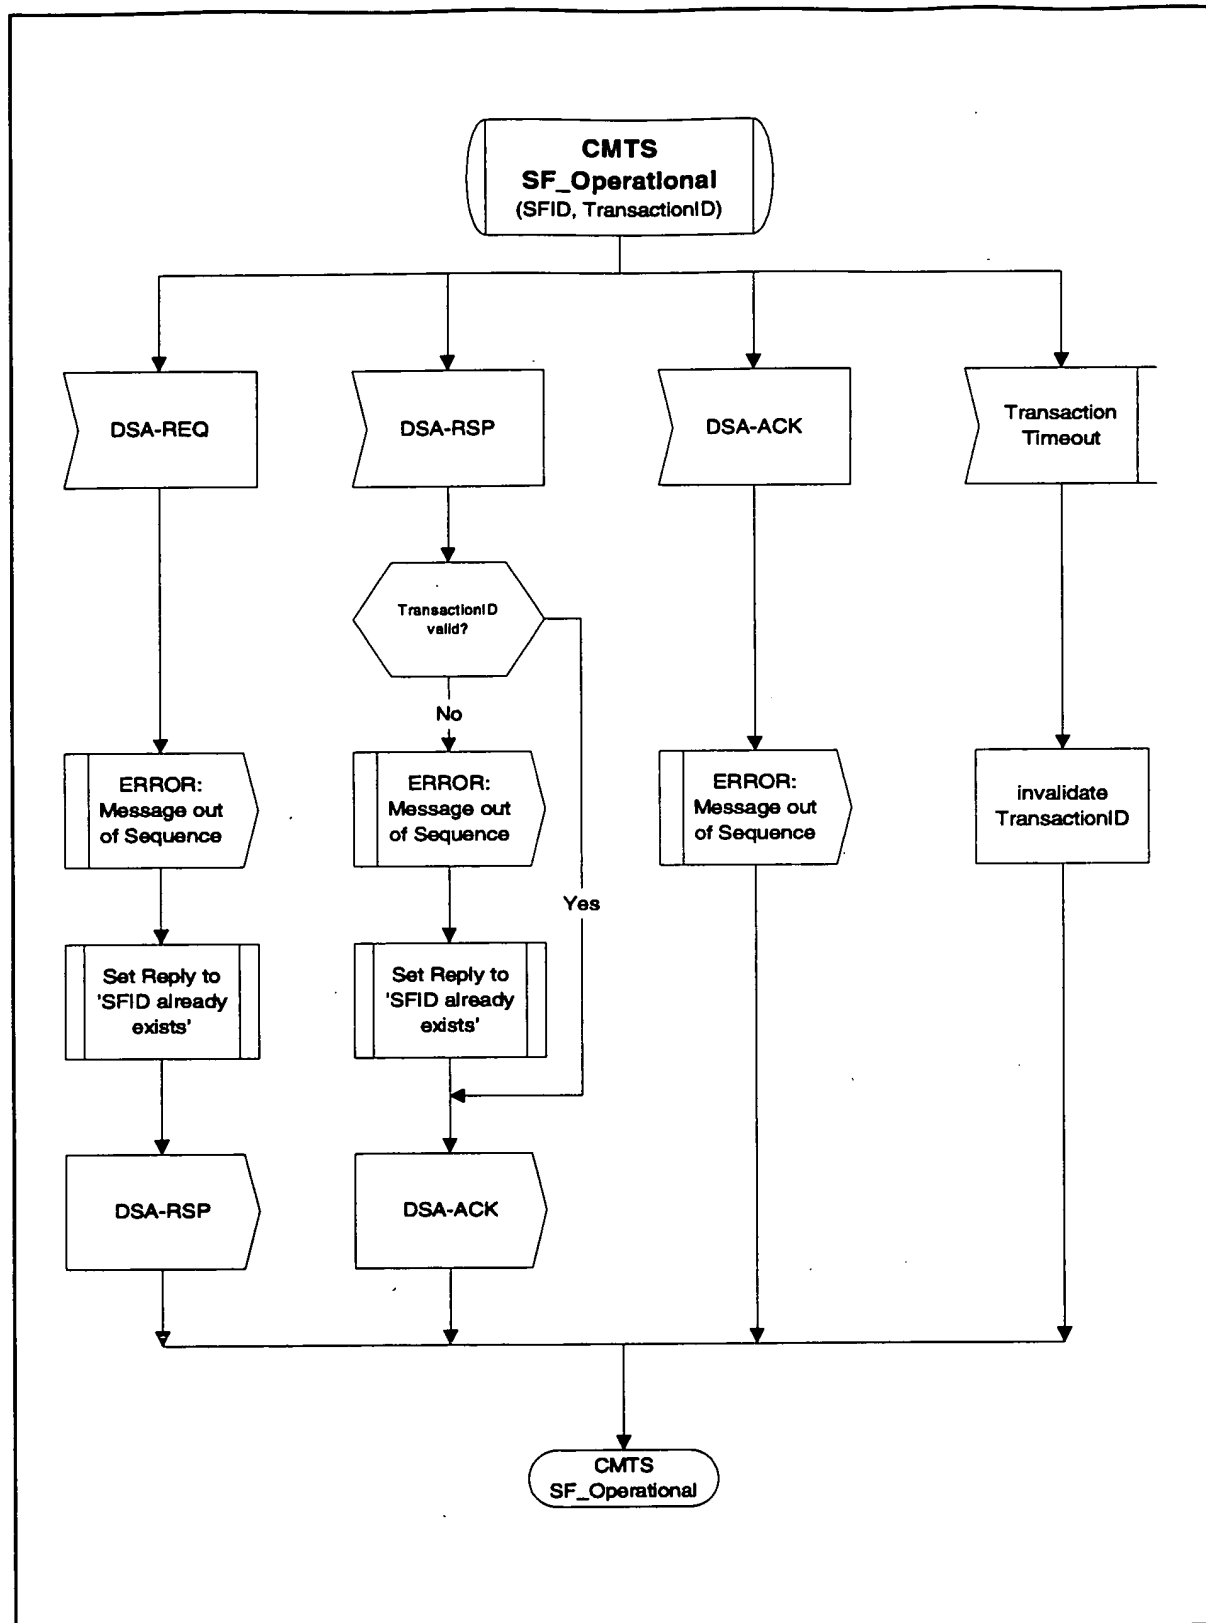 CMTS
SF_Operational
(SFID, TransactionID)
DSA-REQ
DSA-RSP
DSA-ACK
Transaction
Timeout
TransactionID
valid?
No
ERROR:
Message out
of Sequence
ERROR:
Message out
of Sequence
ERROR:
Message out
of Sequence
invalidate
TransactionID
Yes
Set Reply to
'SFID already
exists'
Set Reply to
'SFID already
exists'
DSA-RSP
DSA-ACK
CMTS
SF_Operational